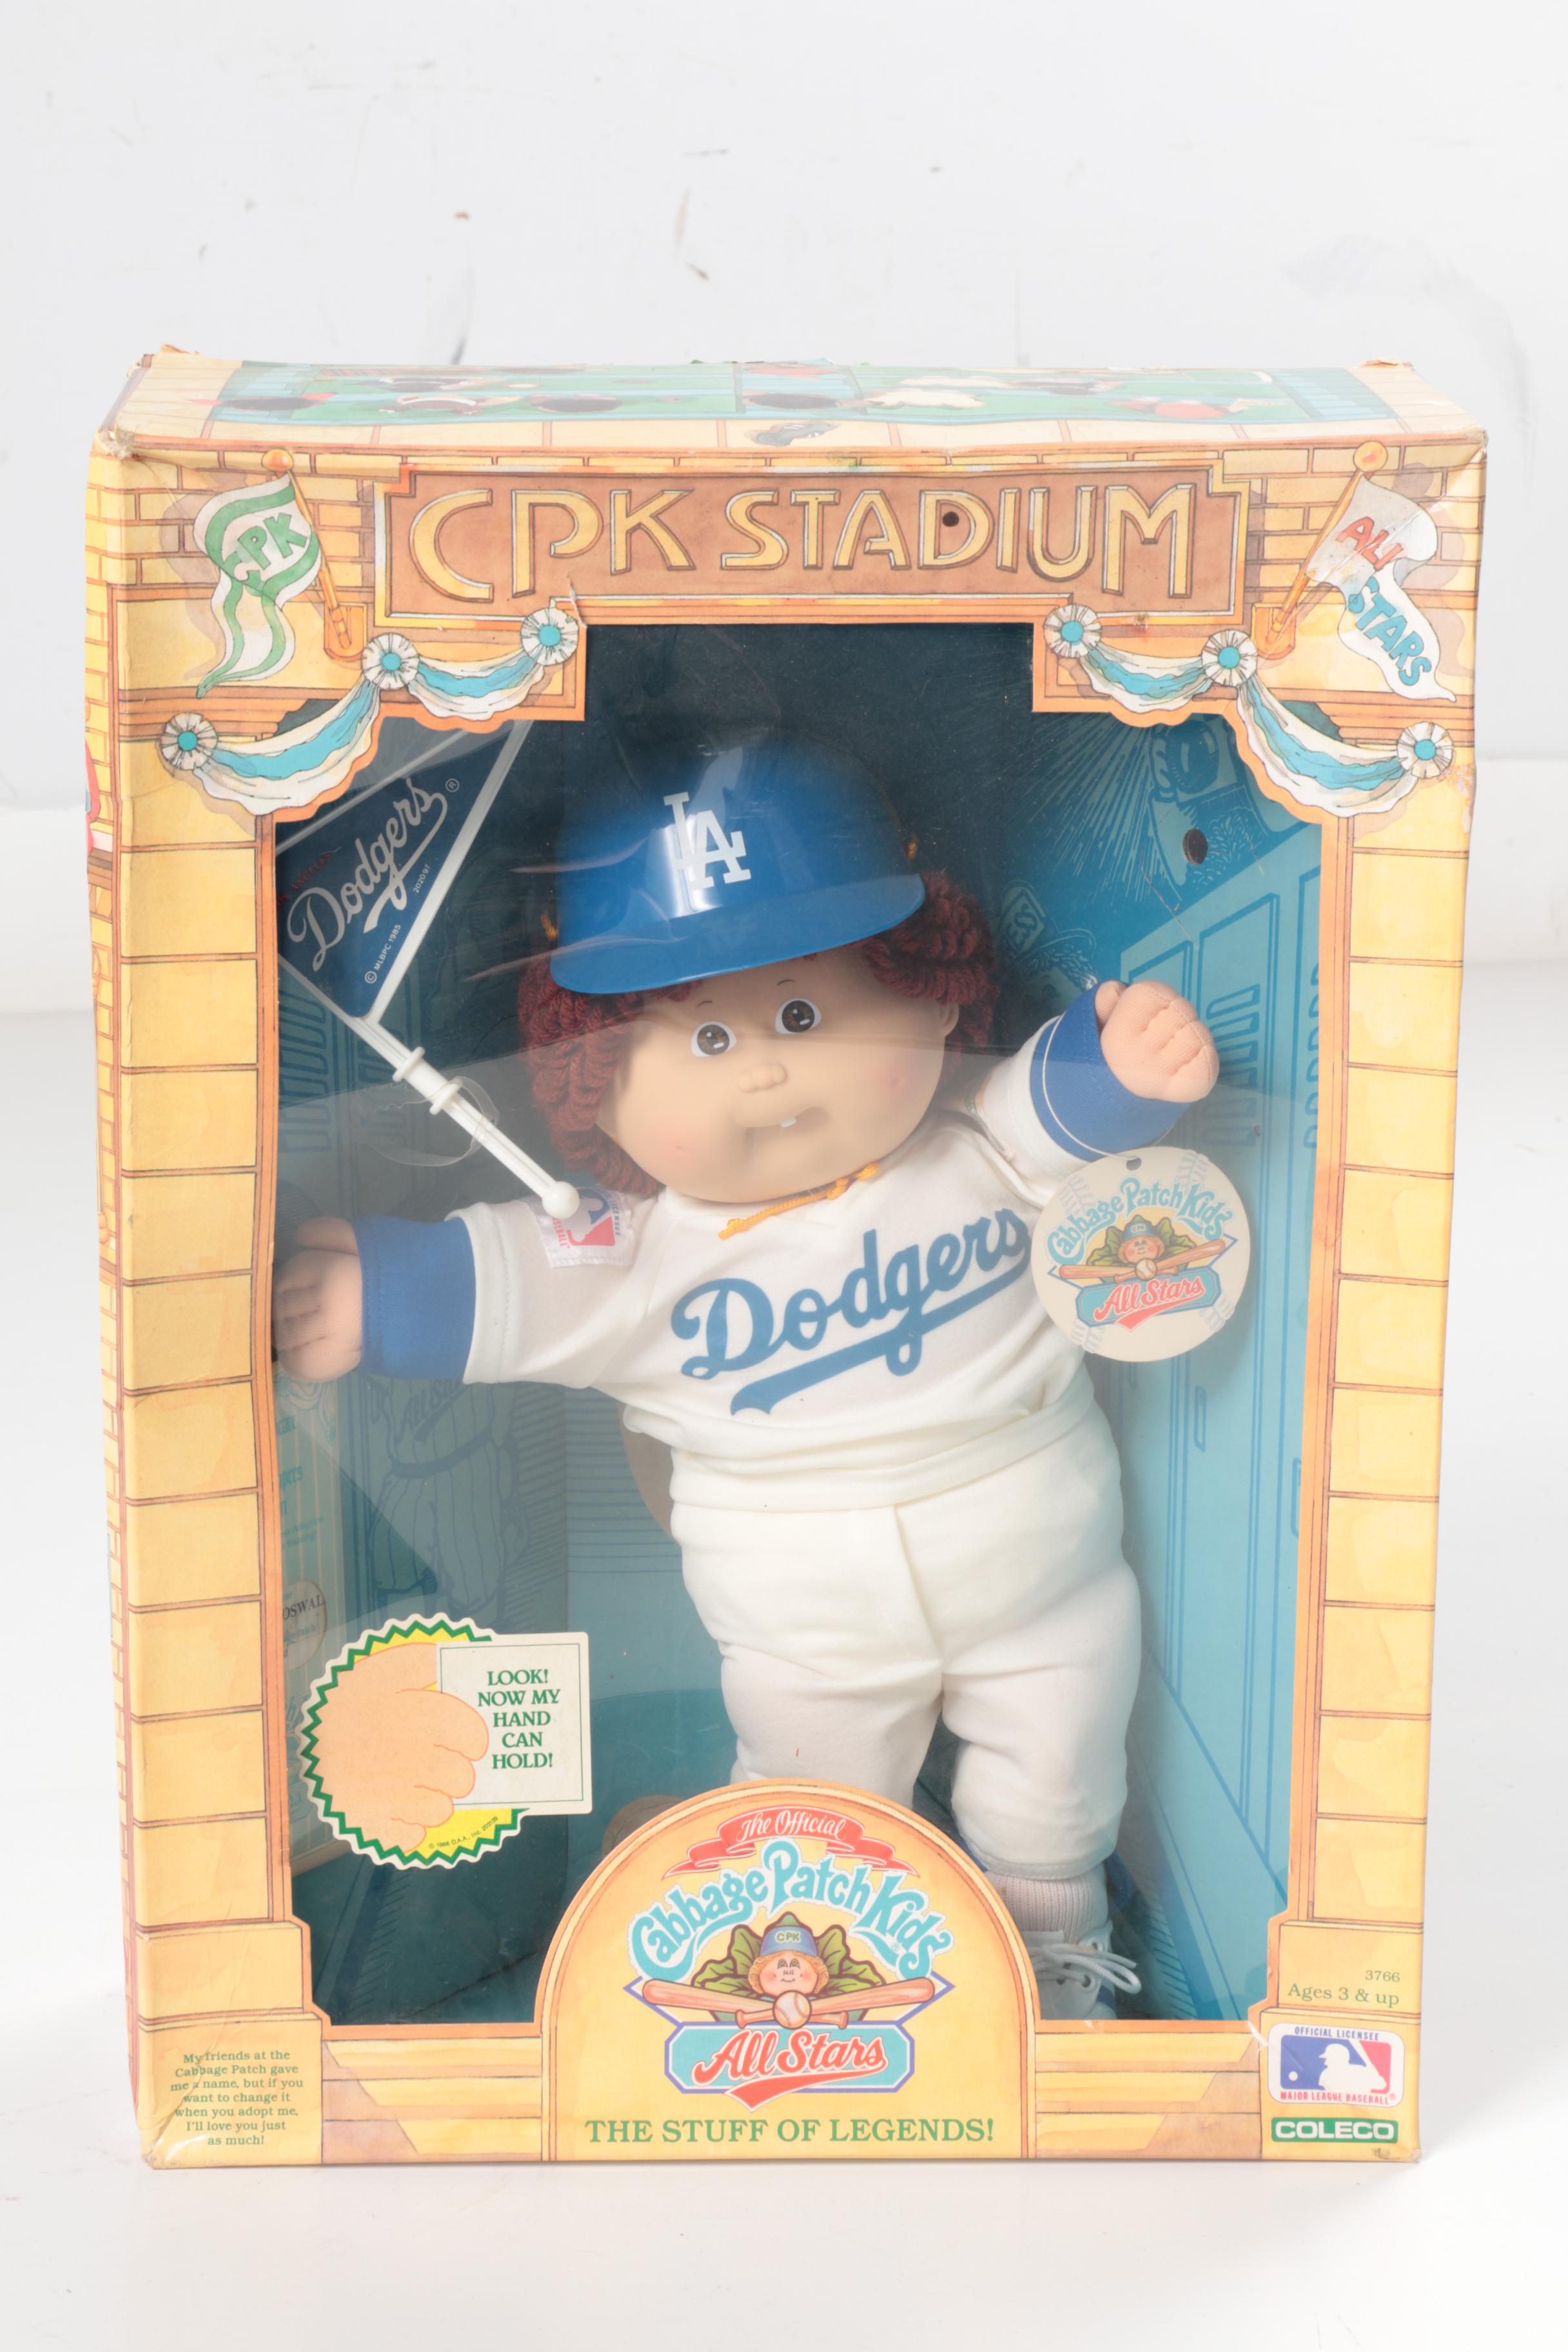 CPK STADIUM
CPK
ALL
STARS
Dodgers®
© MLBPC 1985
LA
Dodgers
Cabbage Patch Kids
All Stars
LOOK!
NOW MY
HAND
CAN
HOLD!
The Official
Cabbage Patch Kids
CPK
All Stars
THE STUFF OF LEGENDS!
My friends at the
Cabbage Patch gave
me a name, but if you
want to change it
when you adopt me,
I'll love you just
as much!
3766
Ages 3 & up
OFFICIAL LICENSEE
MAJOR LEAGUE BASEBALL®
COLECO